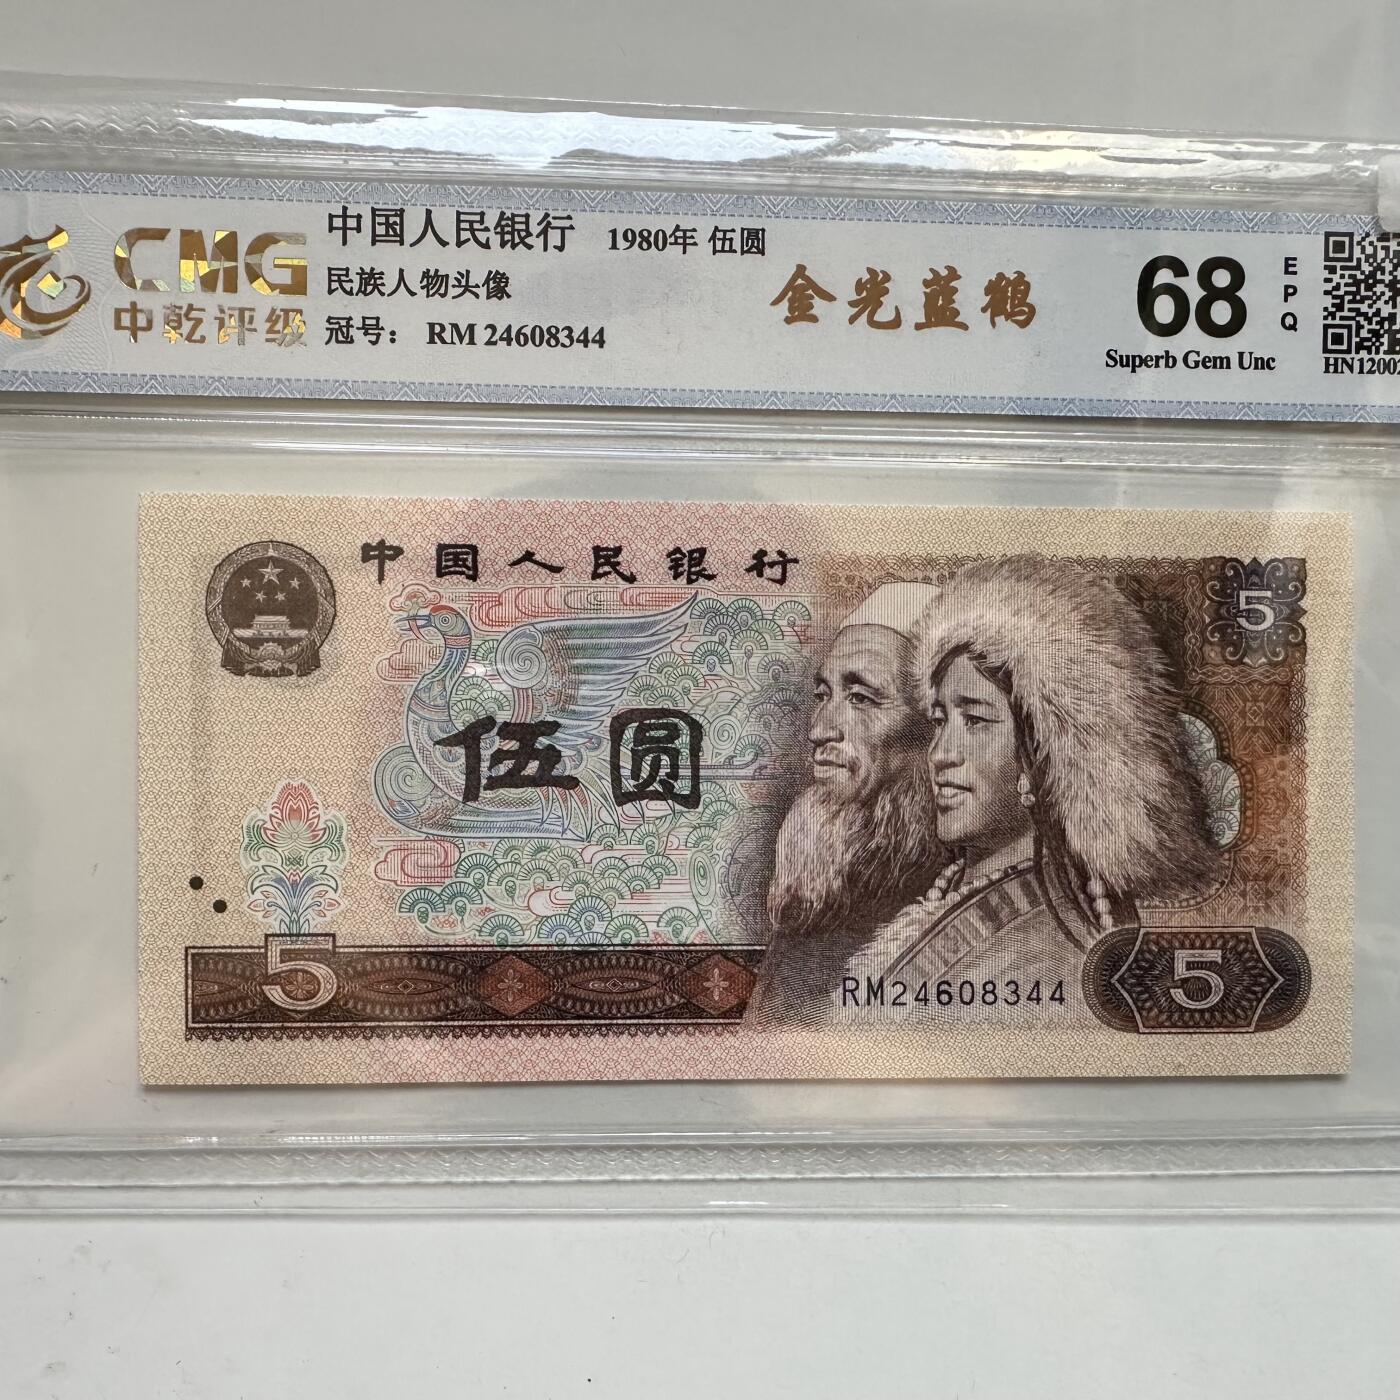 CMG
中乾评级
中国人民银行 1980年 伍圆
民族人物头像
冠号： RM 24608344
金光蓝鹤
68
EPQ
Superb Gem Unc
HN12002
中国人民银行
5
伍圆
5
RM24608344
5